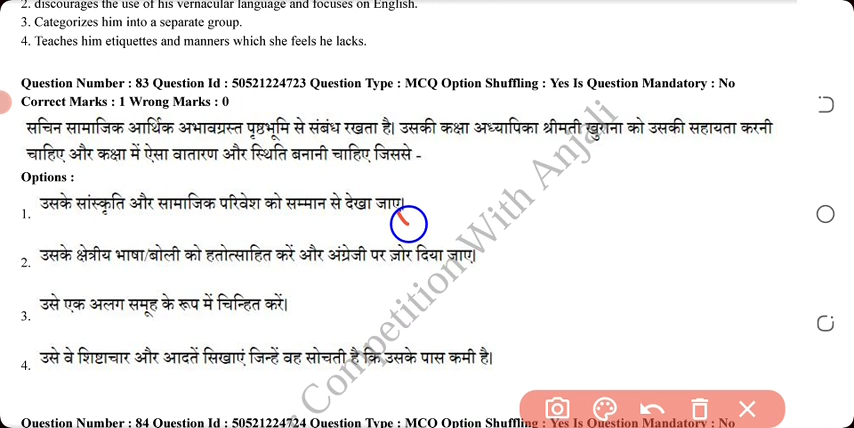 2. discourages the use of his vernacular language and focuses on English.
3. Categorizes him into a separate group.
4. Teaches him etiquettes and manners which she feels he lacks.
Question Number : 83 Question Id : 50521224723 Question Type : MCQ Option Shuffling : Yes Is Question Mandatory : No
Correct Marks : 1 Wrong Marks : 0
सचिन सामाजिक आर्थिक अभावग्रस्त पृष्ठभूमि से संबंध रखता है। उसकी कक्षा अध्यापिका श्रीमती खुराना को उसकी सहायता करनी
चाहिए और कक्षा में ऐसा वातारण और स्थिति बनानी चाहिए जिससे -
Options :
1. उसके सांस्कृति और सामाजिक परिवेश को सम्मान से देखा जाए।
2. उसके क्षेत्रीय भाषा/बोली को हतोत्साहित करें और अंग्रेजी पर ज़ोर दिया जाए।
3. उसे एक अलग समूह के रूप में चिन्हित करें।
4. उसे वे शिष्टाचार और आदतें सिखाएं जिन्हें वह सोचती है कि उसके पास कमी है।
Competition With Anjali
Question Number : 84 Question Id : 50521224724 Question Type : MCQ Option Shuffling : Yes Is Question Mandatory : No